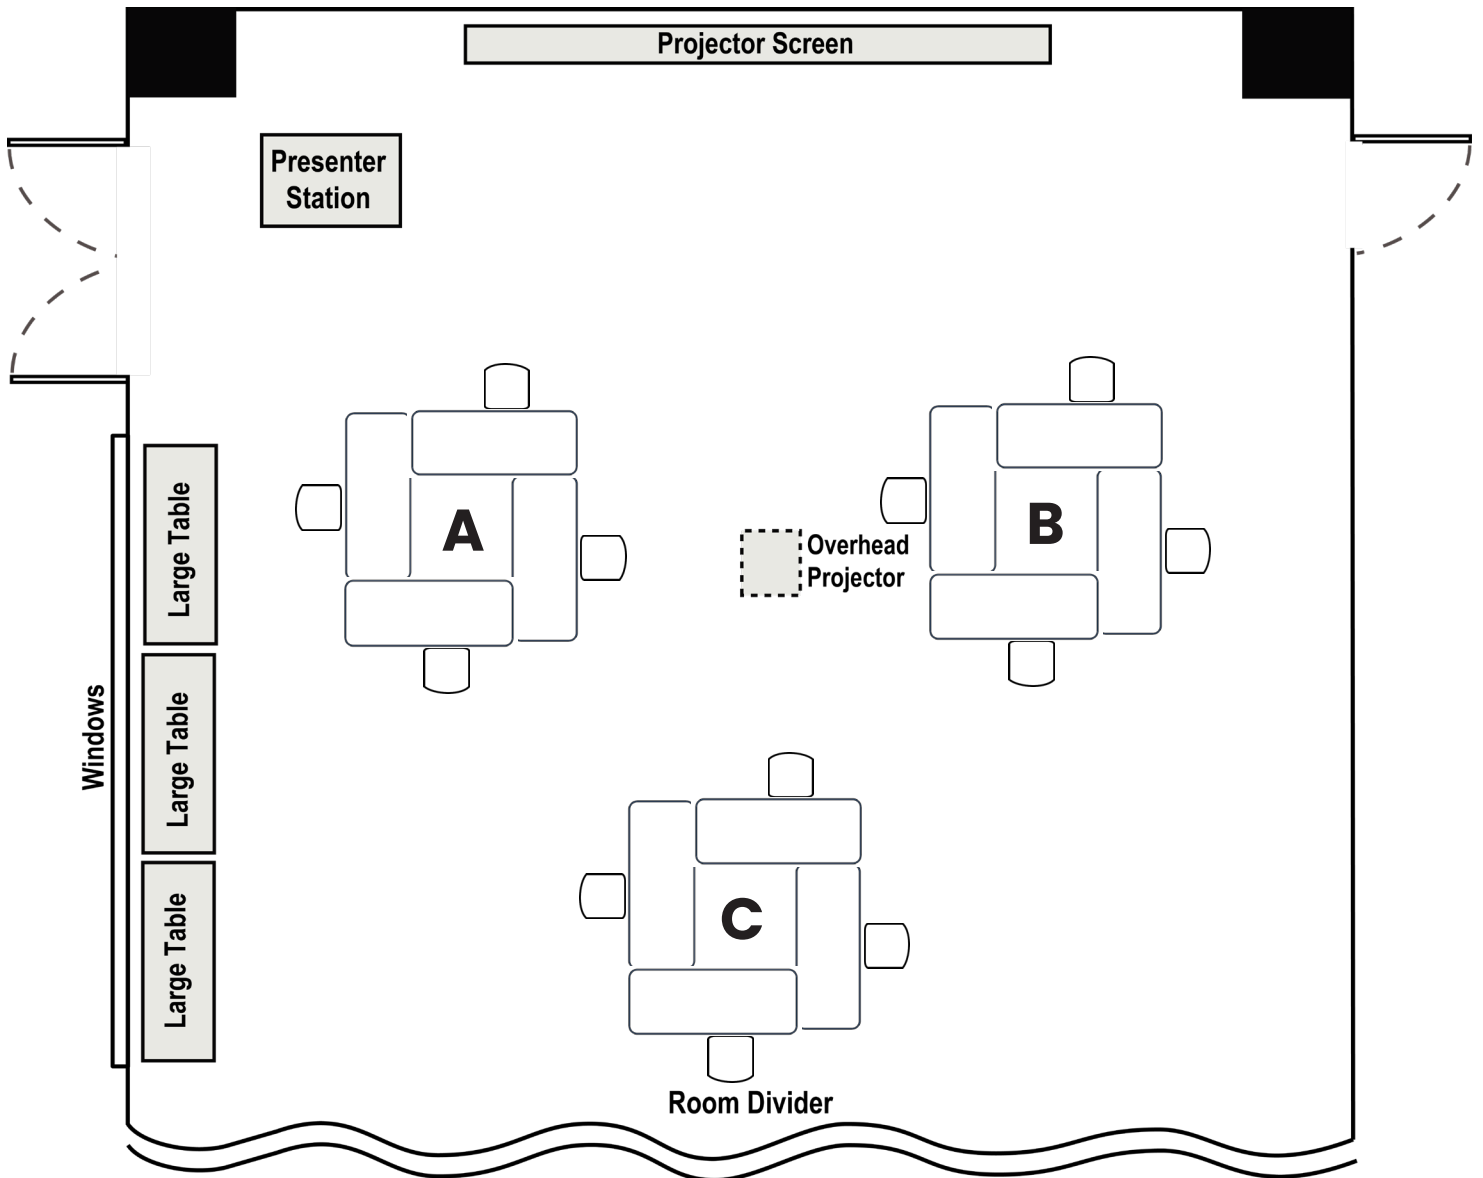 Projector Screen
Presenter
Station
A
B
Overhead
Projector
Large Table
Large Table
Large Table
Windows
C
Room Divider